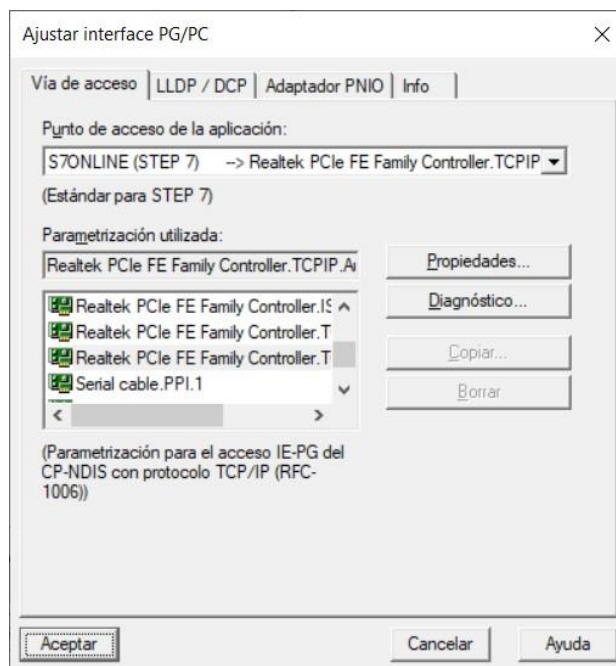 Ajustar interface PG/PC
Vía de acceso LLDP / DCP Adaptador PNIO Info
Punto de acceso de la aplicación:
S7ONLINE (STEP 7) --> Realtek PCIe FE Family Controller.TCPIP
(Estándar para STEP 7)
Parametrización utilizada:
Realtek PCIe FE Family Controller.TCPIP.Au
Propiedades...
Realtek PCIe FE Family Controller.IS
Diagnóstico...
Realtek PCIe FE Family Controller.T
Realtek PCIe FE Family Controller.T
Copiar...
Serial cable.PPI.1
Borrar
(Parametrización para el acceso IE-PG del
CP-NDIS con protocolo TCP/IP (RFC-
1006))
Aceptar Cancelar Ayuda